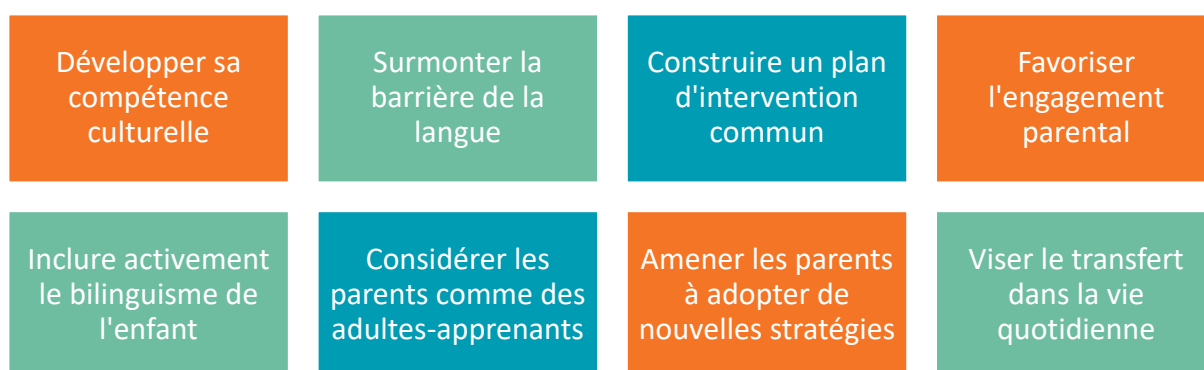 Développer sa
compétence
culturelle
Surmonter la
barrière de la
langue
Construire un plan
d'intervention
commun
Favoriser
l'engagement
parental
Inclure activement
le bilinguisme de
l'enfant
Considérer les
parents comme des
adultes-apprenants
Amener les parents
à adopter de
nouvelles stratégies
Viser le transfert
dans la vie
quotidienne